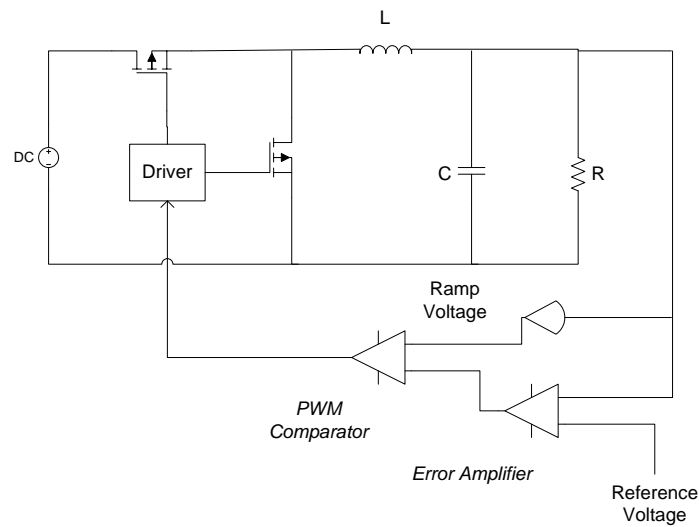 L
DC
+
−
Driver
C
R
Ramp
Voltage
PWM
Comparator
Error Amplifier
Reference
Voltage